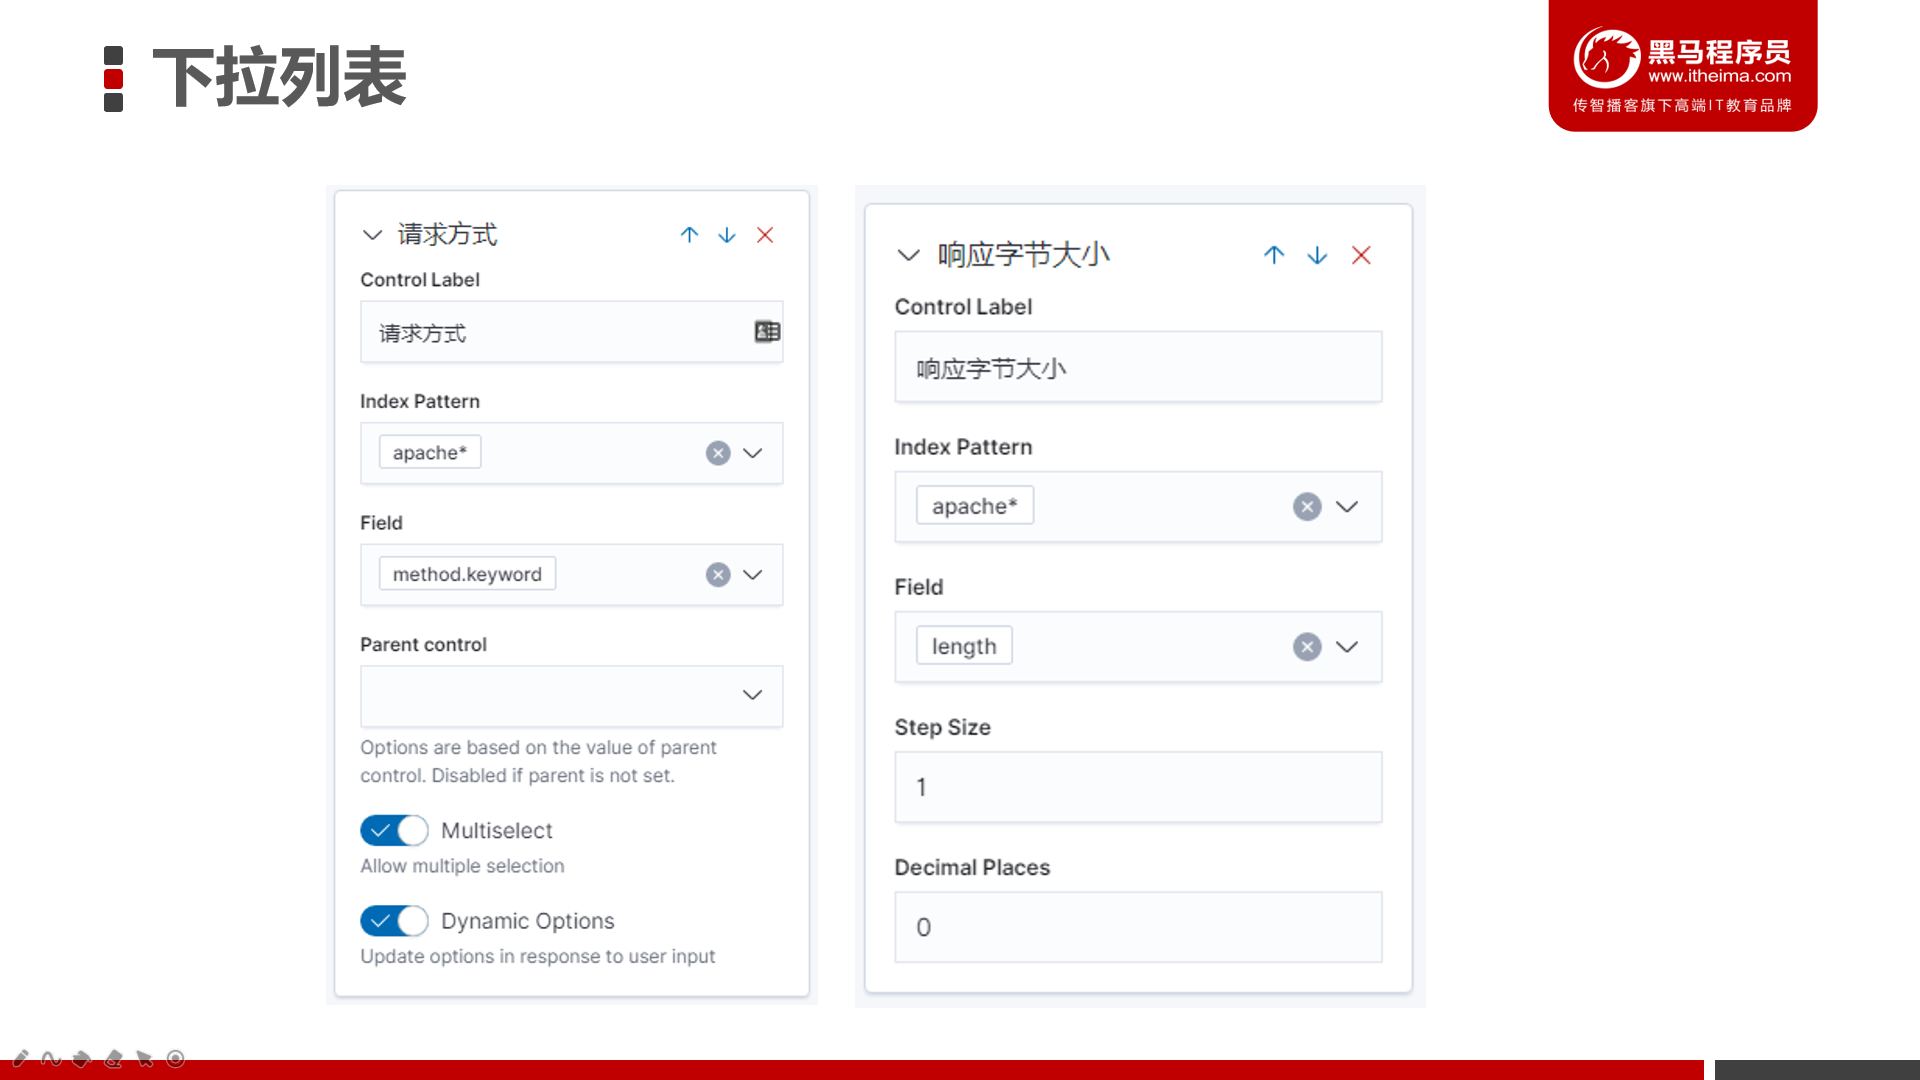 下拉列表
黑马程序员
www.itheima.com
传智播客旗下高端IT教育品牌
请求方式
Control Label
请求方式
Index Pattern
apache*
Field
method.keyword
Parent control
Options are based on the value of parent
control. Disabled if parent is not set.
Multiselect
Allow multiple selection
Dynamic Options
Update options in response to user input
响应字节大小
Control Label
响应字节大小
Index Pattern
apache*
Field
length
Step Size
1
Decimal Places
0